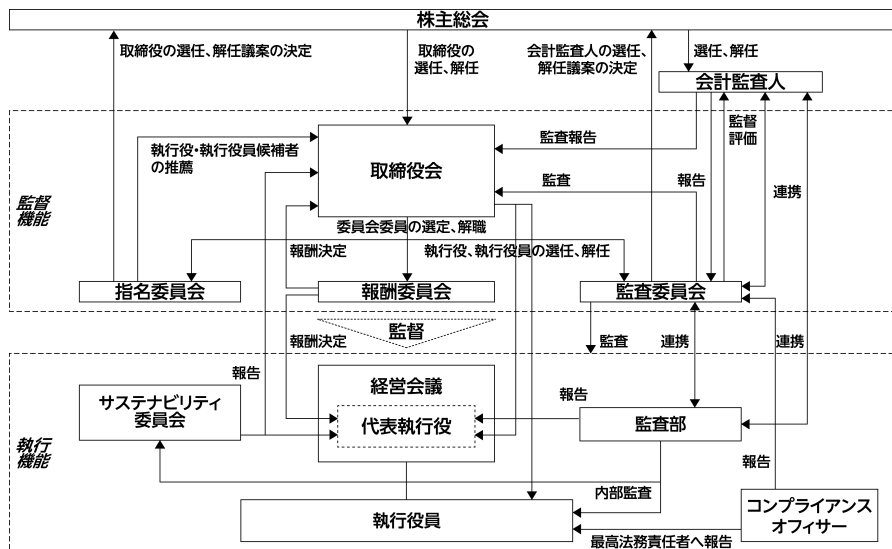 株主総会
取締役の選任、解任議案の決定
取締役の
選任、解任
会計監査人の選任、
解任議案の決定
選任、解任
会計監査人
監督
機能
執行役・執行役員候補者
の推薦
取締役会
監査報告
監督
評価
監査
報告
連携
委員会委員の選定、解職
報酬決定
執行役、執行役員の選任、解任
指名委員会
報酬委員会
監査委員会
監督
報酬決定
監査
連携
連携
執行
機能
報告
サステナビリティ
委員会
経営会議
代表執行役
報告
監査部
報告
内部監査
執行役員
コンプライアンス
オフィサー
最高法務責任者へ報告